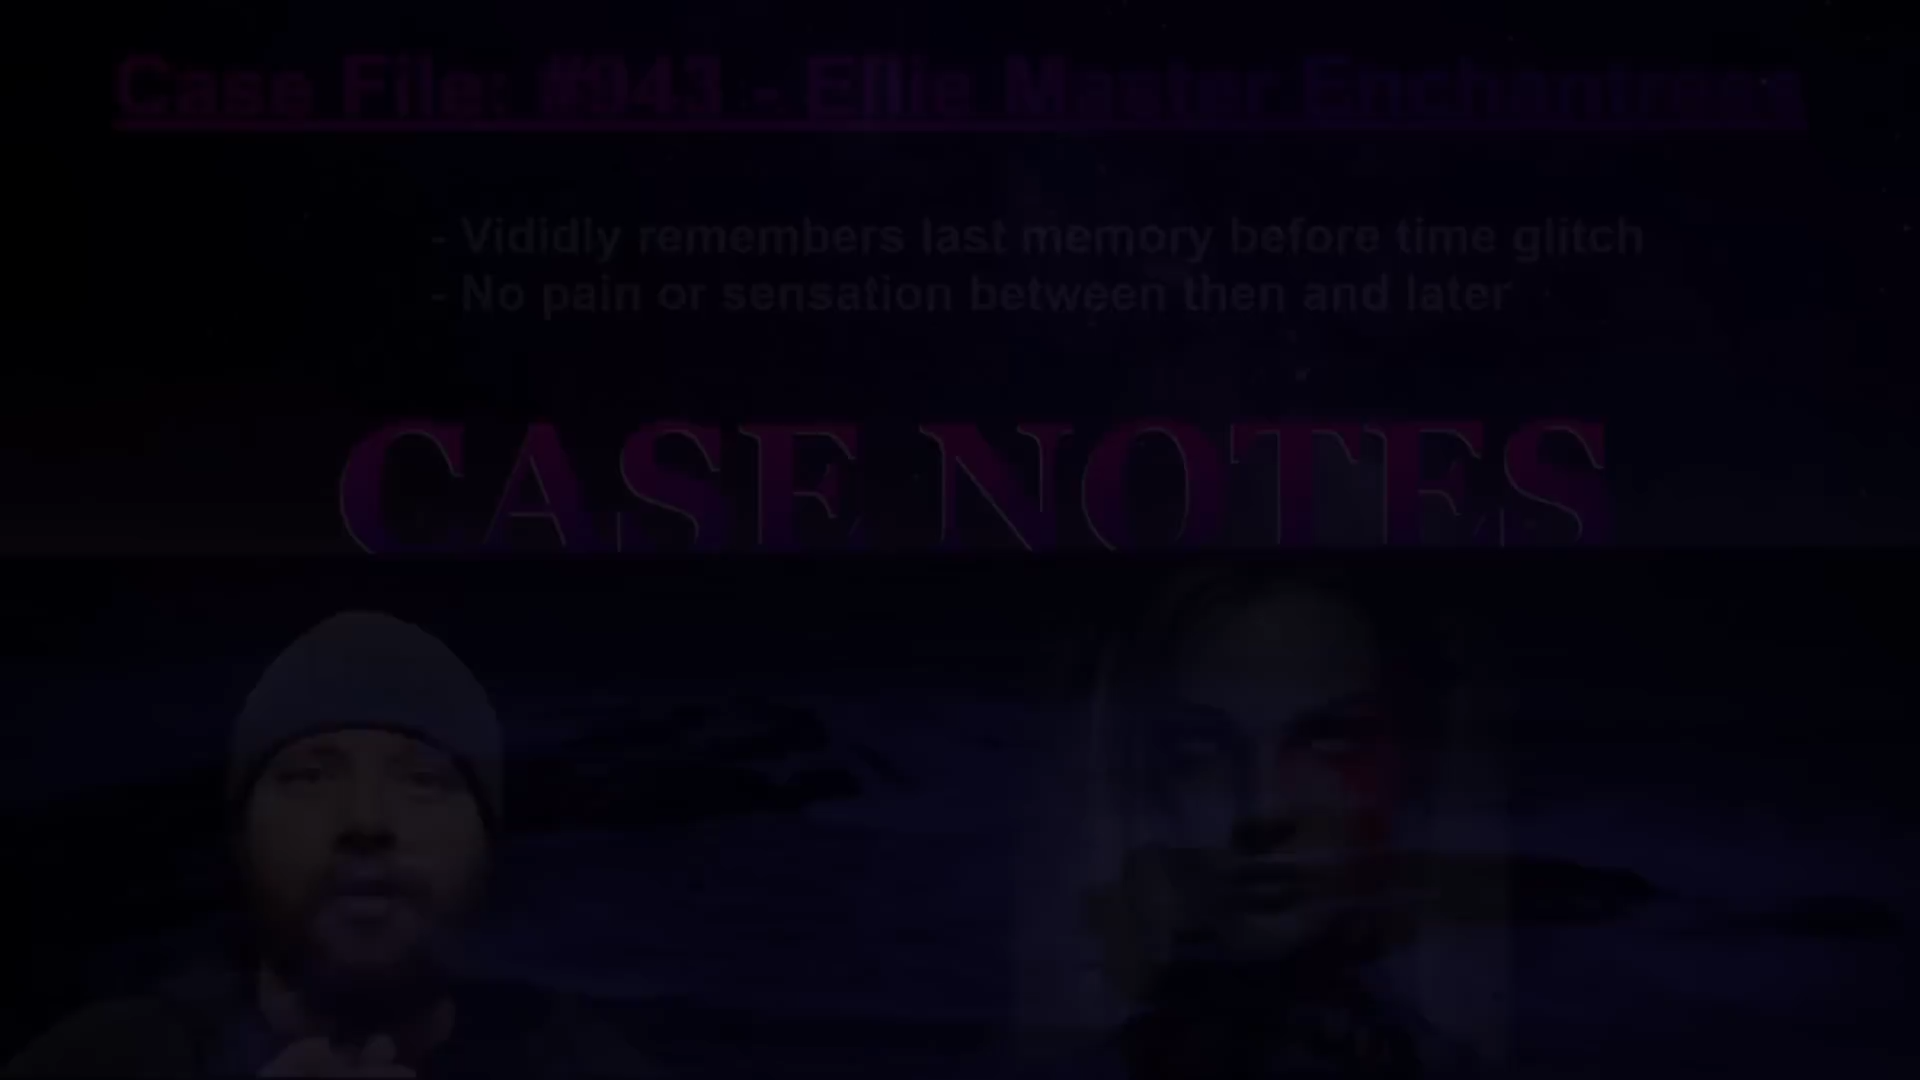 Case File: #943 - Ellie Master Enchantress
- Vididly remembers last memory before time glitch
- No pain or sensation between then and later
CASE NOTES